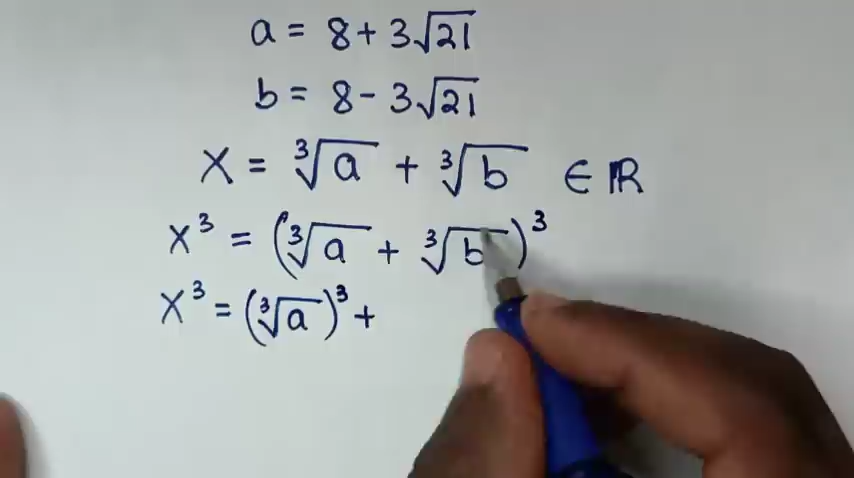 a = 8 + 3√21
b = 8 - 3√21
X = ∛a + ∛b ∈ ℝ
X³ = (∛a + ∛b)³
X³ = (∛a)³ +